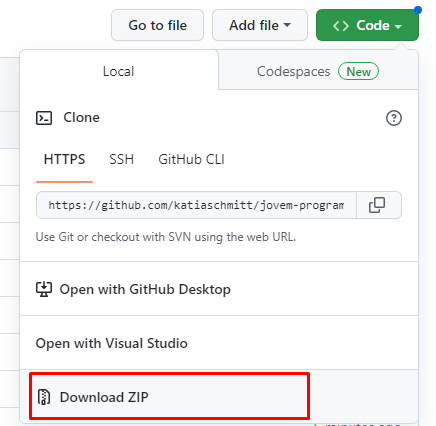 Go to file
Add file
<> Code
Local
Codespaces
New
Clone
HTTPS
SSH
GitHub CLI
https://github.com/katiaschmitt/jovem-program
Use Git or checkout with SVN using the web URL.
Open with GitHub Desktop
Open with Visual Studio
Download ZIP
minutes ago